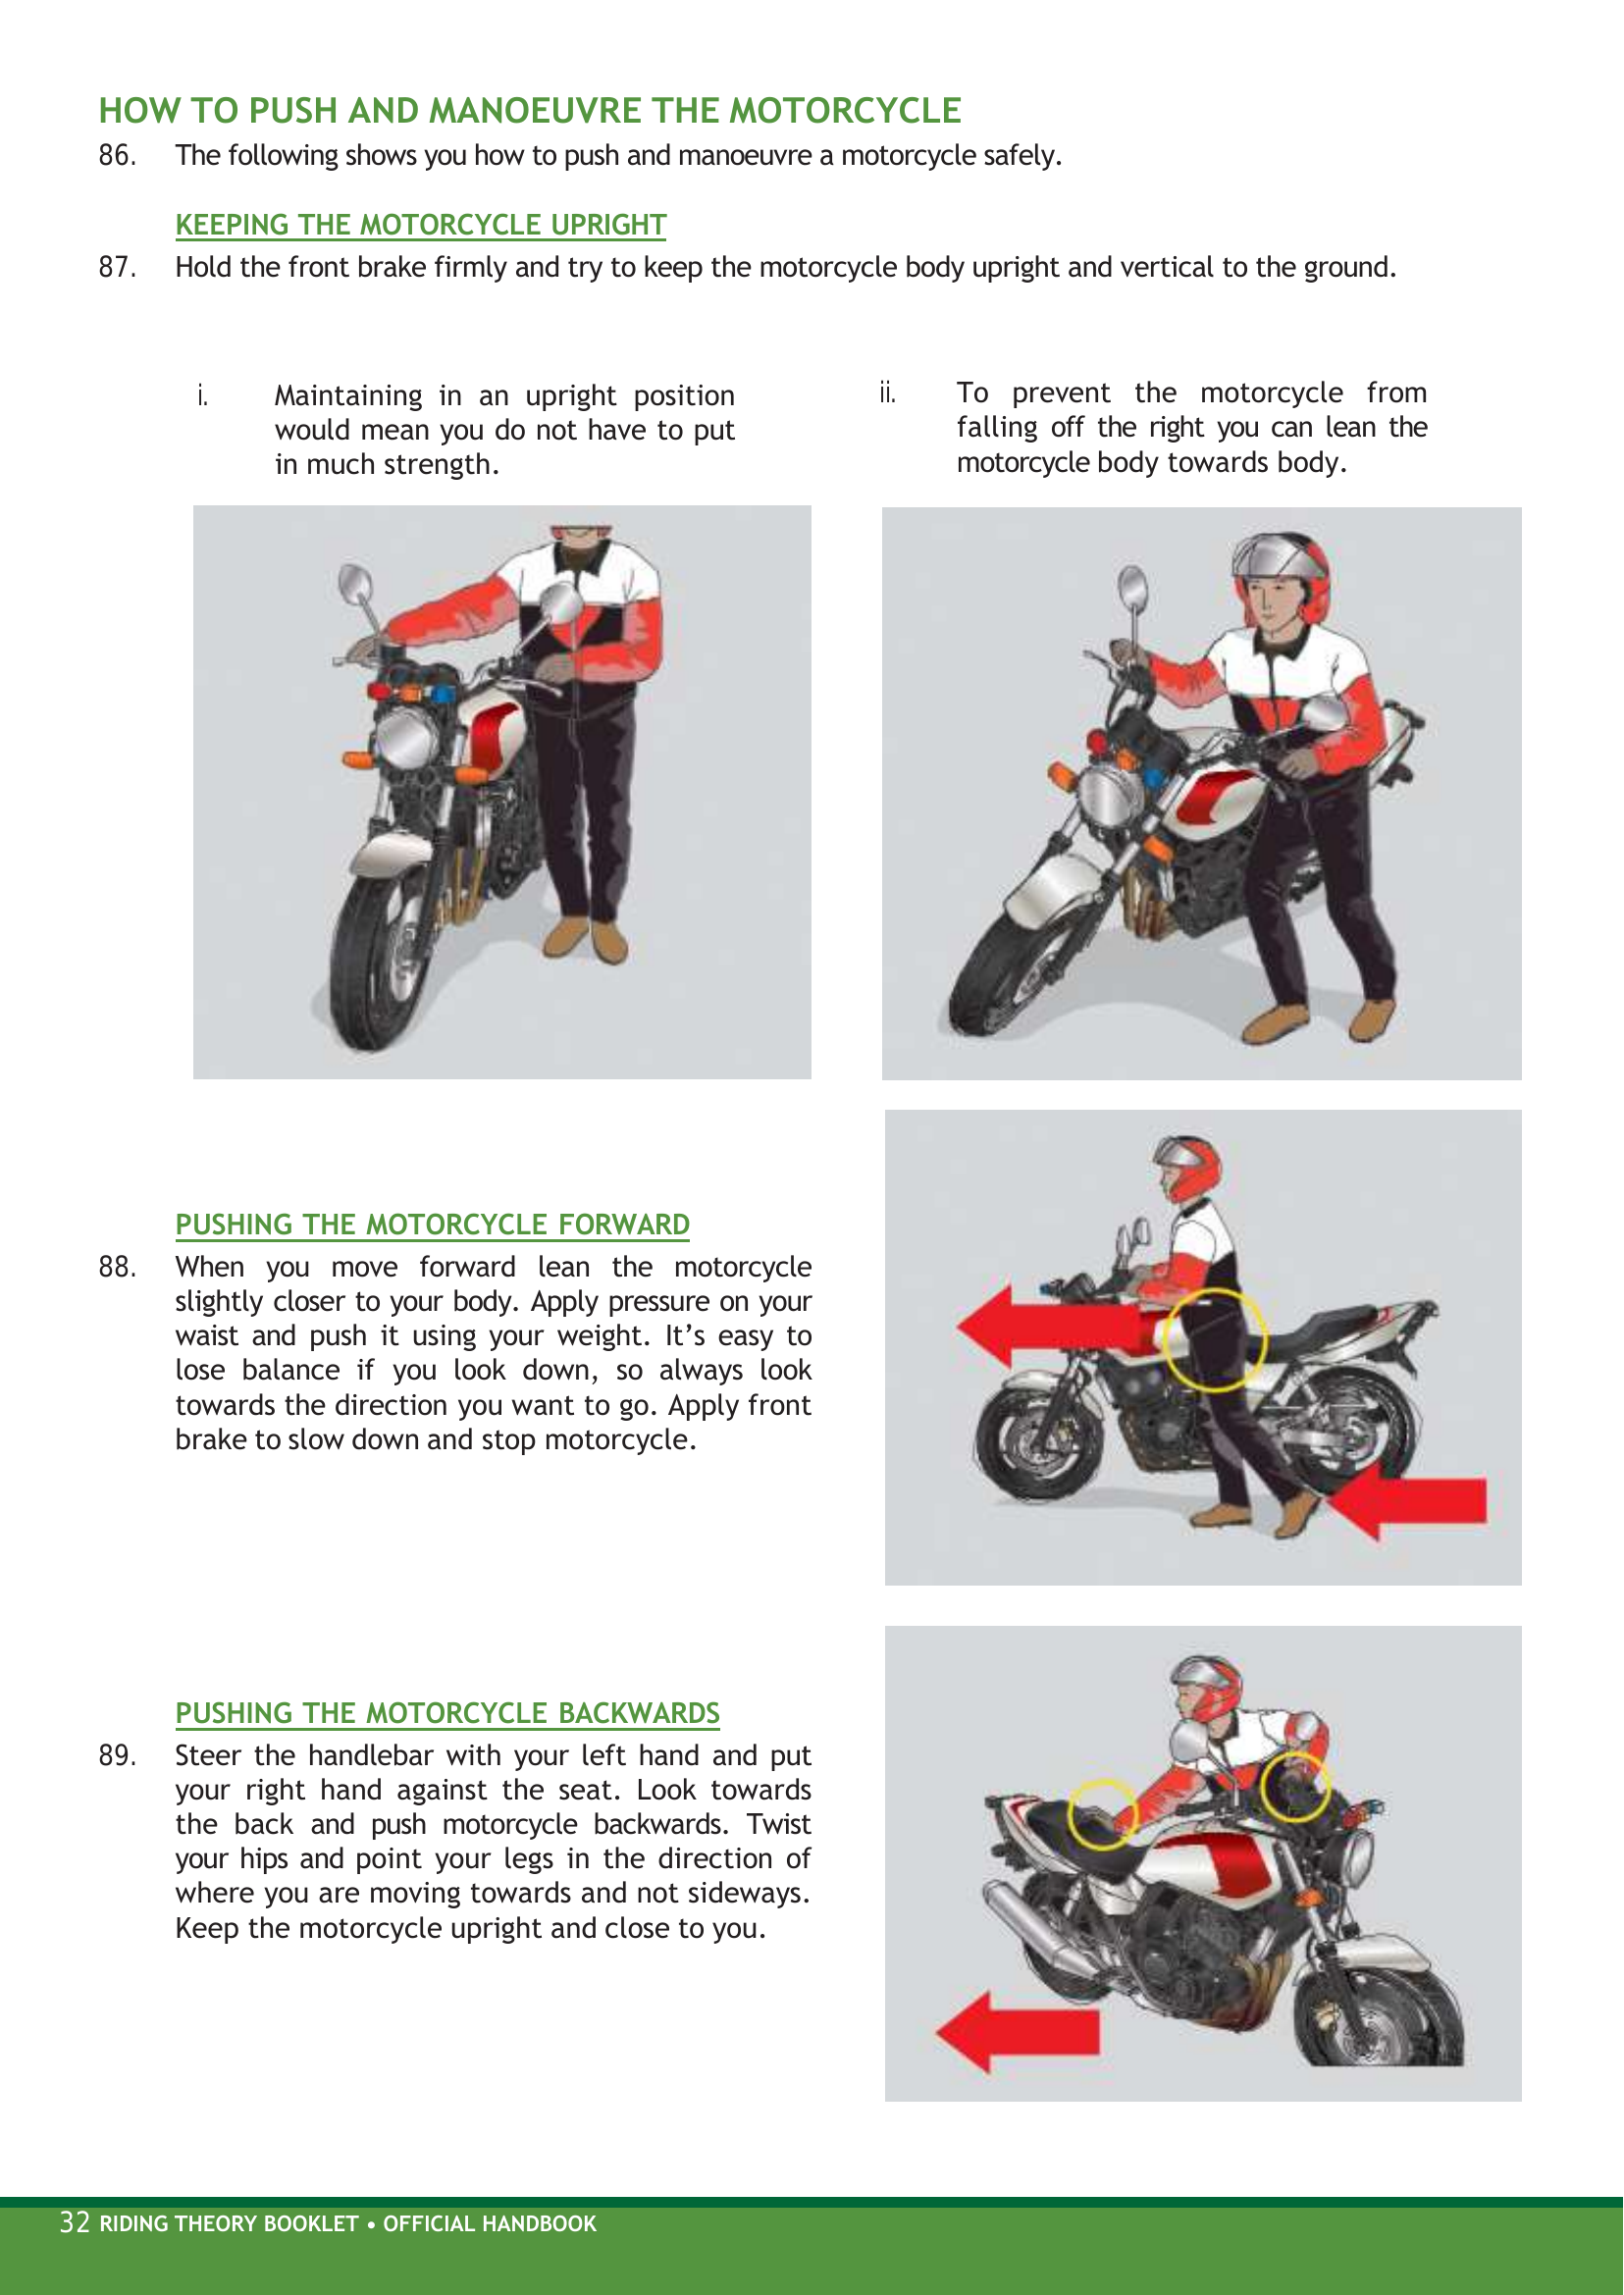 HOW TO PUSH AND MANOEUVRE THE MOTORCYCLE
86. The following shows you how to push and manoeuvre a motorcycle safely.
KEEPING THE MOTORCYCLE UPRIGHT
87. Hold the front brake firmly and try to keep the motorcycle body upright and vertical to the ground.
i. Maintaining in an upright position
would mean you do not have to put
in much strength.
ii. To prevent the motorcycle from
falling off the right you can lean the
motorcycle body towards body.
PUSHING THE MOTORCYCLE FORWARD
88. When you move forward lean the motorcycle
slightly closer to your body. Apply pressure on your
waist and push it using your weight. It’s easy to
lose balance if you look down, so always look
towards the direction you want to go. Apply front
brake to slow down and stop motorcycle.
PUSHING THE MOTORCYCLE BACKWARDS
89. Steer the handlebar with your left hand and put
your right hand against the seat. Look towards
the back and push motorcycle backwards. Twist
your hips and point your legs in the direction of
where you are moving towards and not sideways.
Keep the motorcycle upright and close to you.
32 RIDING THEORY BOOKLET • OFFICIAL HANDBOOK